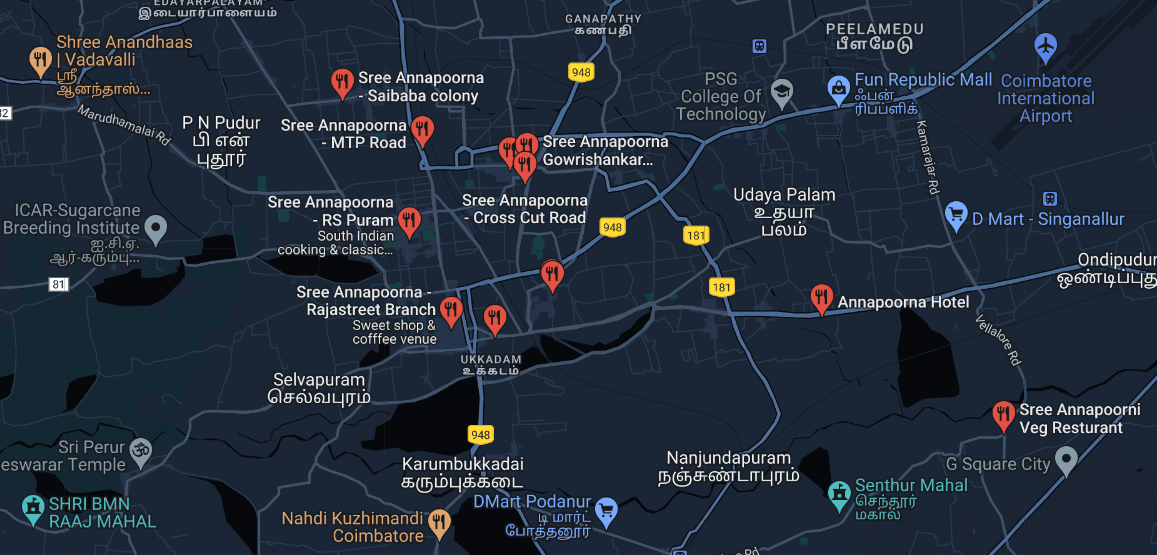 EDAYARPALAYAM
இடையார்பாளையம்
GANAPATHY
கணபதி
PEELAMEDU
பீளமேடு
Shree Anandhaas
| Vadavalli
ஸ்ரீ
ஆனந்தாஸ்...
948
Sree Annapoorna
- Saibaba colony
PSG
College Of
Technology
Fun Republic Mall
ஃபன்
ரிபப்ளிக்
Coimbatore
International
Airport
Marudhamalai Rd
P N Pudur
பி என்
புதூர்
Sree Annapoorna
- MTP Road
Sree Annapoorna
Gowrishankar...
Kamarajar Rd
Sree Annapoorna
- Cross Cut Road
Udaya Palam
உதயா
பலம்
ICAR-Sugarcane
Breeding Institute
ஐ.சி.ஏ.
ஆர்-கரும்பு...
Sree Annapoorna
- RS Puram
South Indian
cooking & classic...
948
181
D Mart - Singanallur
Ondipudur
ஒண்டிப்புதூ
81
181
Sree Annapoorna -
Rajastreet Branch
Sweet shop &
cofffee venue
Annapoorna Hotel
Vellalore Rd
UKKADAM
உக்கடம்
Selvapuram
செல்வபுரம்
Sree Annapoorni
Veg Resturant
948
Sri Perur
eswarar Temple
Karumbukkadai
கரும்புக்கடை
Nanjundapuram
நஞ்சுண்டாபுரம்
G Square City
SHRI BMN
RAAJ MAHAL
Nahdi Kuzhimandi
Coimbatore
DMart Podanur
டி மார்ட்
போத்தனூர்
Senthur Mahal
செந்தூர்
மகால்
Rd